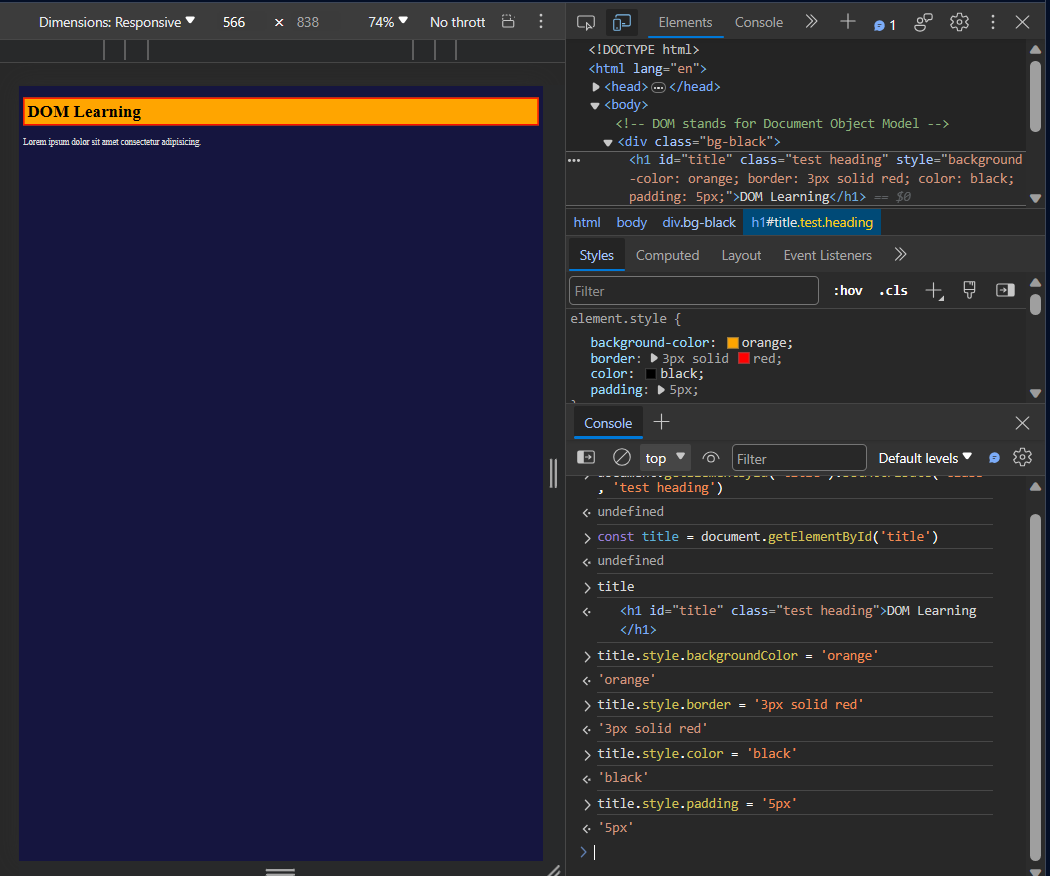 Dimensions: Responsive 566 × 838 74% No thrott
DOM Learning
Lorem ipsum dolor sit amet consectetur adipisicing.
Elements Console 1
<!DOCTYPE html>
<html lang="en">
<head> </head>
<body>
<!-- DOM stands for Document Object Model -->
<div class="bg-black">
<h1 id="title" class="test heading" style="background
-color: orange; border: 3px solid red; color: black;
padding: 5px;">DOM Learning</h1> == $0
html body div.bg-black h1#title.test.heading
Styles Computed Layout Event Listeners
Filter :hov .cls
element.style {
background-color: orange;
border: 3px solid red;
color: black;
padding: 5px;
Console
top Filter Default levels
, 'test heading')
undefined
const title = document.getElementById('title')
undefined
title
<h1 id="title" class="test heading">DOM Learning
</h1>
title.style.backgroundColor = 'orange'
'orange'
title.style.border = '3px solid red'
'3px solid red'
title.style.color = 'black'
'black'
title.style.padding = '5px'
'5px'